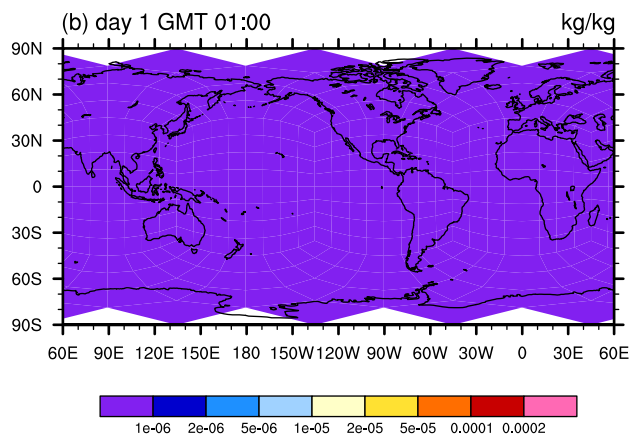 (b) day 1 GMT 01:00 kg/kg
90N
60N
30N
0
30S
60S
90S
60E 90E 120E 150E 180 150W 120W 90W 60W 30W 0 30E 60E
1e-06 2e-06 5e-06 1e-05 2e-05 5e-05 0.0001 0.0002